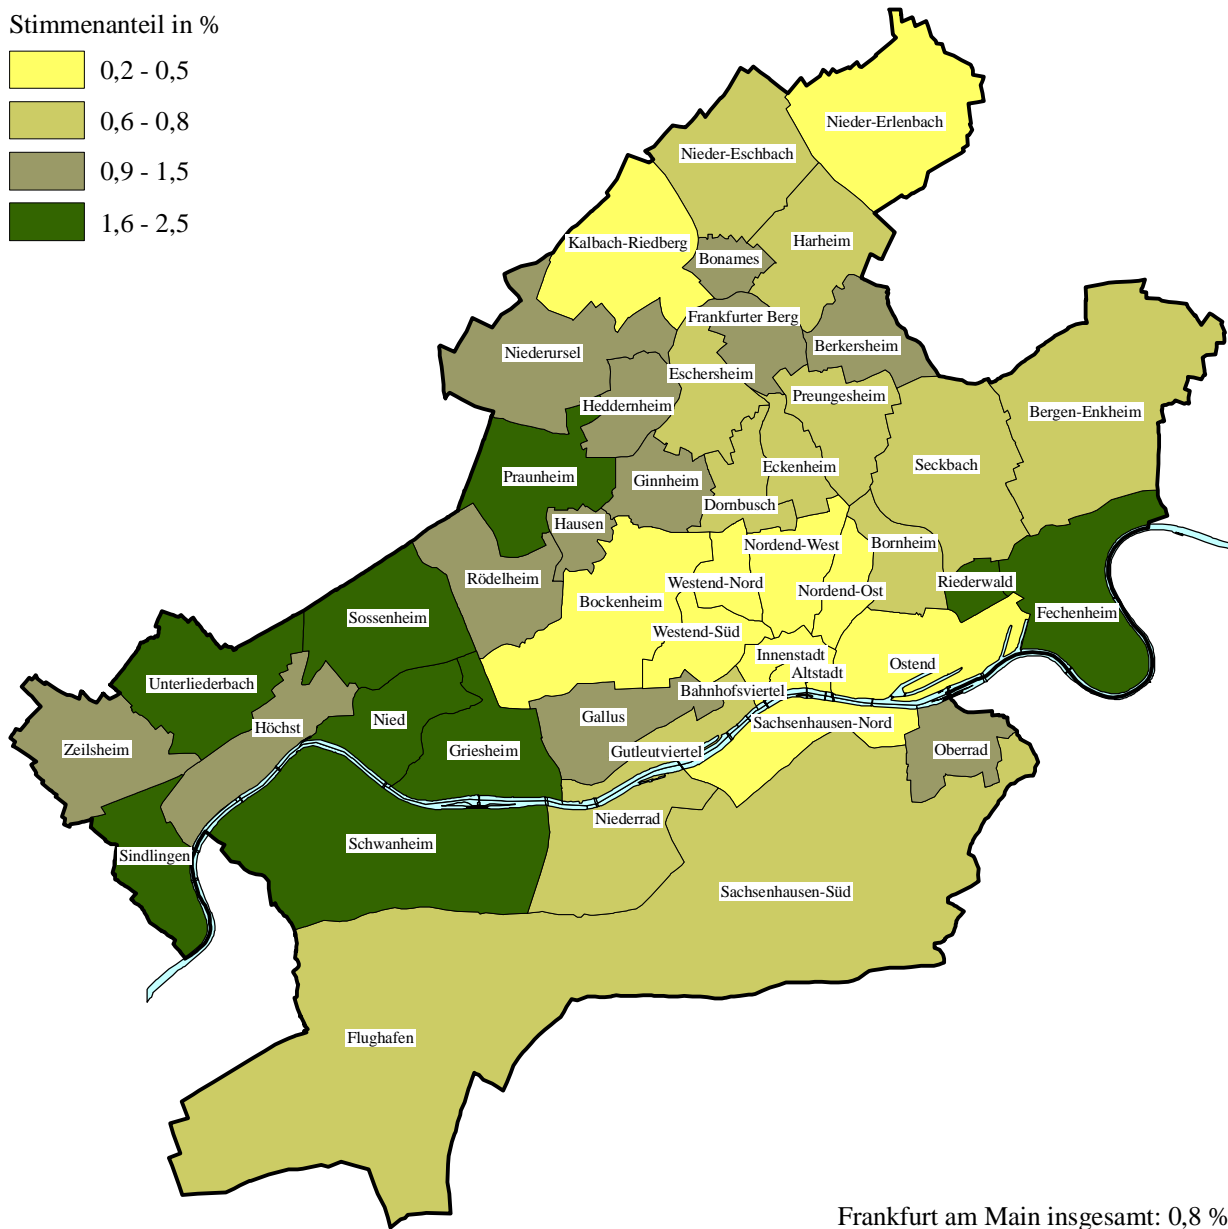 Stimmenanteil in %
0,2 - 0,5
0,6 - 0,8
0,9 - 1,5
1,6 - 2,5
Nieder-Erlenbach
Nieder-Eschbach
Kalbach-Riedberg
Harheim
Bonames
Frankfurter Berg
Berkersheim
Niederursel
Eschersheim
Preungesheim
Heddernheim
Bergen-Enkheim
Praunheim
Ginnheim
Eckenheim
Seckbach
Dornbusch
Hausen
Nordend-West
Bornheim
Rödelheim
Westend-Nord
Riederwald
Bockenheim
Nordend-Ost
Fechenheim
Sossenheim
Westend-Süd
Innenstadt
Ostend
Altstadt
Unterliederbach
Bahnhofsviertel
Gallus
Sachsenhausen-Nord
Nied
Höchst
Zeilsheim
Griesheim
Gutleutviertel
Oberrad
Niederrad
Schwanheim
Sindlingen
Sachsenhausen-Süd
Flughafen
Frankfurt am Main insgesamt: 0,8 %